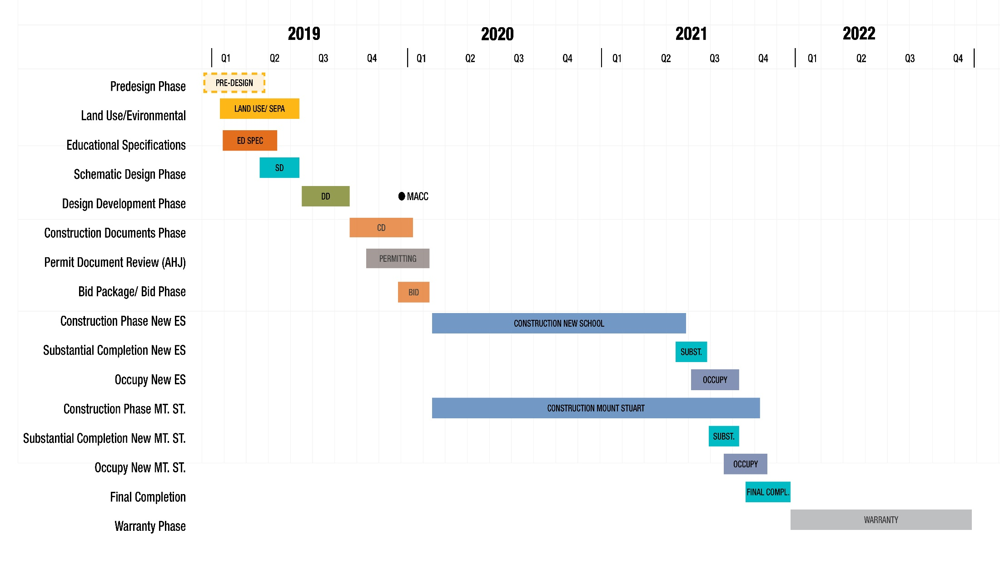 2019 2020 2021 2022
Q1 Q2 Q3 Q4 Q1 Q2 Q3 Q4 Q1 Q2 Q3 Q4 Q1 Q2 Q3 Q4
Predesign Phase PRE-DESIGN
Land Use/Evironmental LAND USE/ SEPA
Educational Specifications ED SPEC
Schematic Design Phase SD
Design Development Phase DD MACC
Construction Documents Phase CD
Permit Document Review (AHJ) PERMITTING
Bid Package/ Bid Phase BID
Construction Phase New ES CONSTRUCTION NEW SCHOOL
Substantial Completion New ES SUBST.
Occupy New ES OCCUPY
Construction Phase MT. ST. CONSTRUCTION MOUNT STUART
Substantial Completion New MT. ST. SUBST.
Occupy New MT. ST. OCCUPY
Final Completion FINAL COMPL.
Warranty Phase WARRANTY